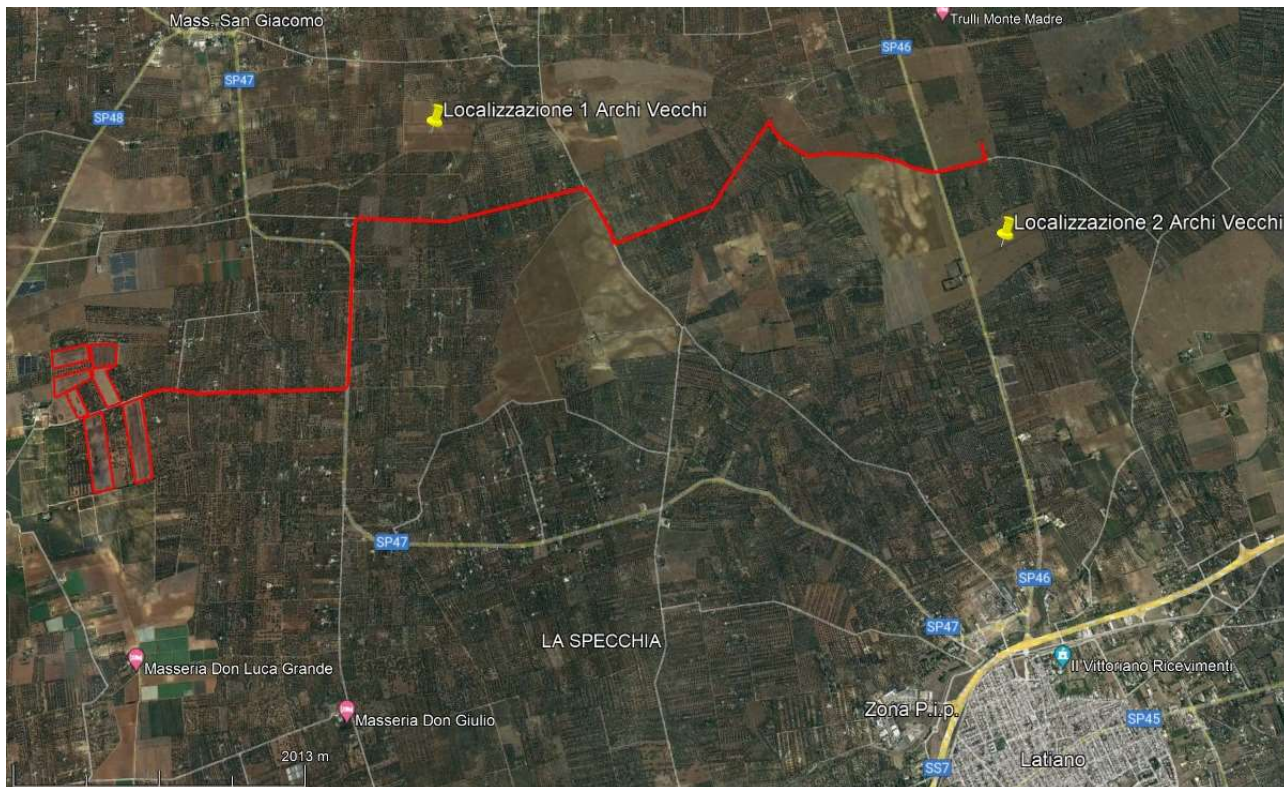 Mass. San Giacomo
Trulli Monte Madre
SP46
SP47
Localizzazione 1 Archi Vecchi
SP48
Localizzazione 2 Archi Vecchi
SP47
SP46
SP47
LA SPECCHIA
Masseria Don Luca Grande
Il Vittoriano Ricevimenti
Masseria Don Giulio
Zona P.i.p.
SP45
2013 m
Latiano
SS7